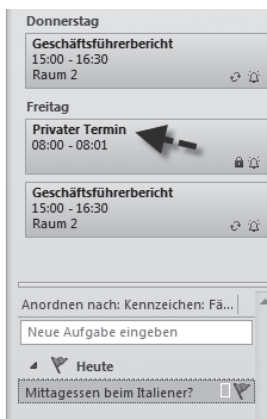 Donnerstag
Geschäftsführerbericht
15:00 - 16:30
Raum 2
Freitag
Privater Termin
08:00 - 08:01
Geschäftsführerbericht
15:00 - 16:30
Raum 2
Anordnen nach: Kennzeichen: Fä...
Neue Aufgabe eingeben
Heute
Mittagessen beim Italiener?